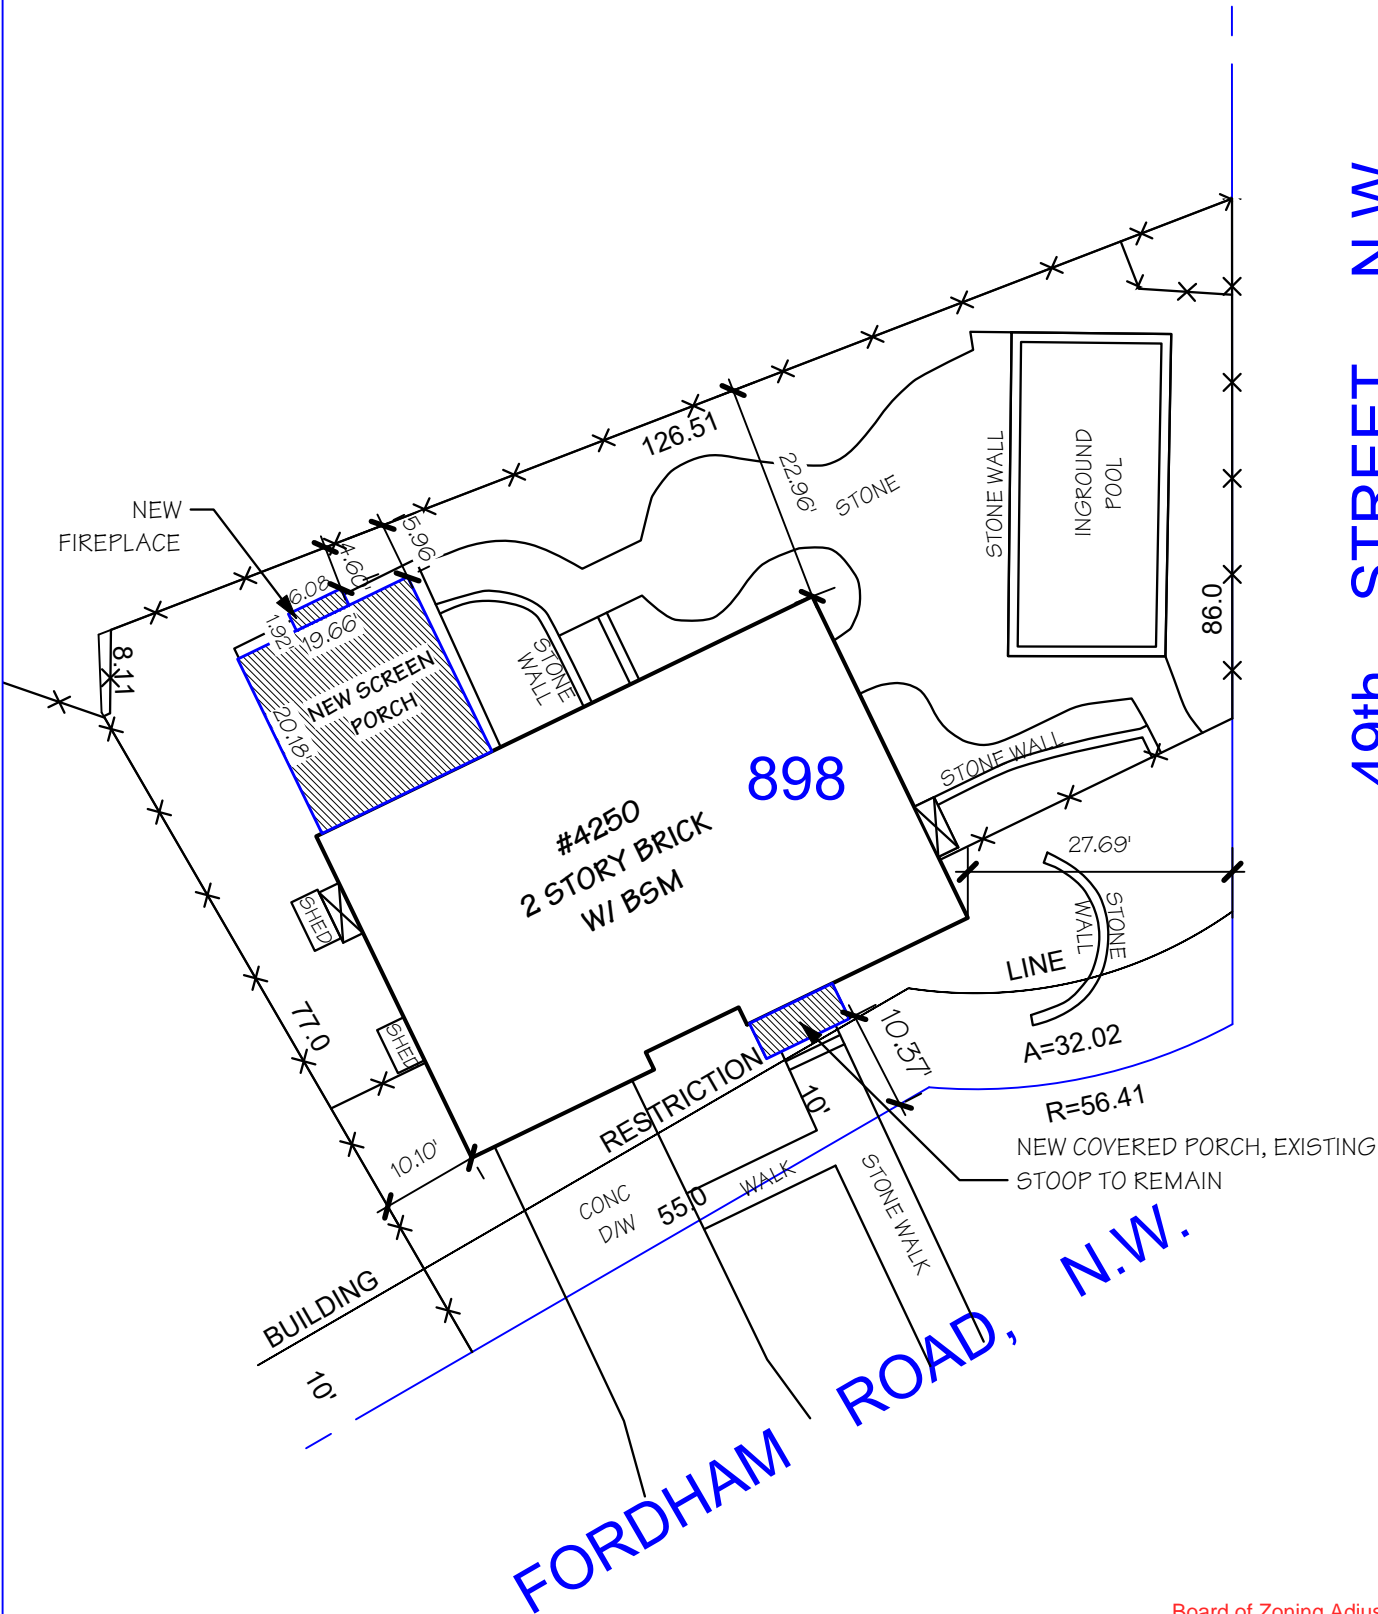 49th STREET N.W.
126.51
22.96'
STONE
STONE WALL
INGROUND
POOL
86.0
NEW
FIREPLACE
5.96'
4.60'
6.08
1.92'
19.66'
8.11
NEW SCREEN
PORCH
20.18'
STONE
WALL
898
#4250
2 STORY BRICK
W/ BSM
STONE WALL
27.69'
STONE
WALL
SHED
SHED
77.0
LINE
A=32.02
R=56.41
10.37'
RESTRICTION
10'
10.10'
NEW COVERED PORCH, EXISTING
STOOP TO REMAIN
CONC
D/W
55.0
WALK
STONE WALK
BUILDING
10'
FORDHAM ROAD, N.W.
Board of Zoning